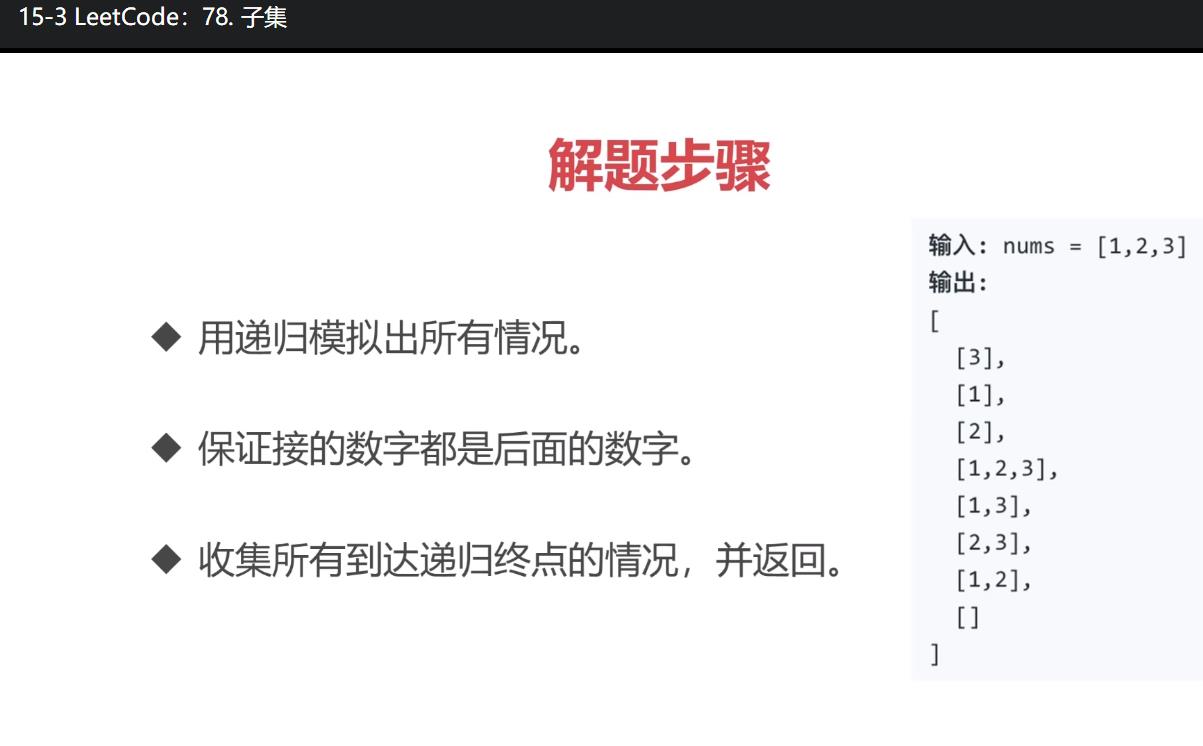 15-3 LeetCode：78. 子集
解题步骤
◆ 用递归模拟出所有情况。
◆ 保证接的数字都是后面的数字。
◆ 收集所有到达递归终点的情况，并返回。
输入: nums = [1,2,3]
输出:
[
[3],
[1],
[2],
[1,2,3],
[1,3],
[2,3],
[1,2],
[]
]